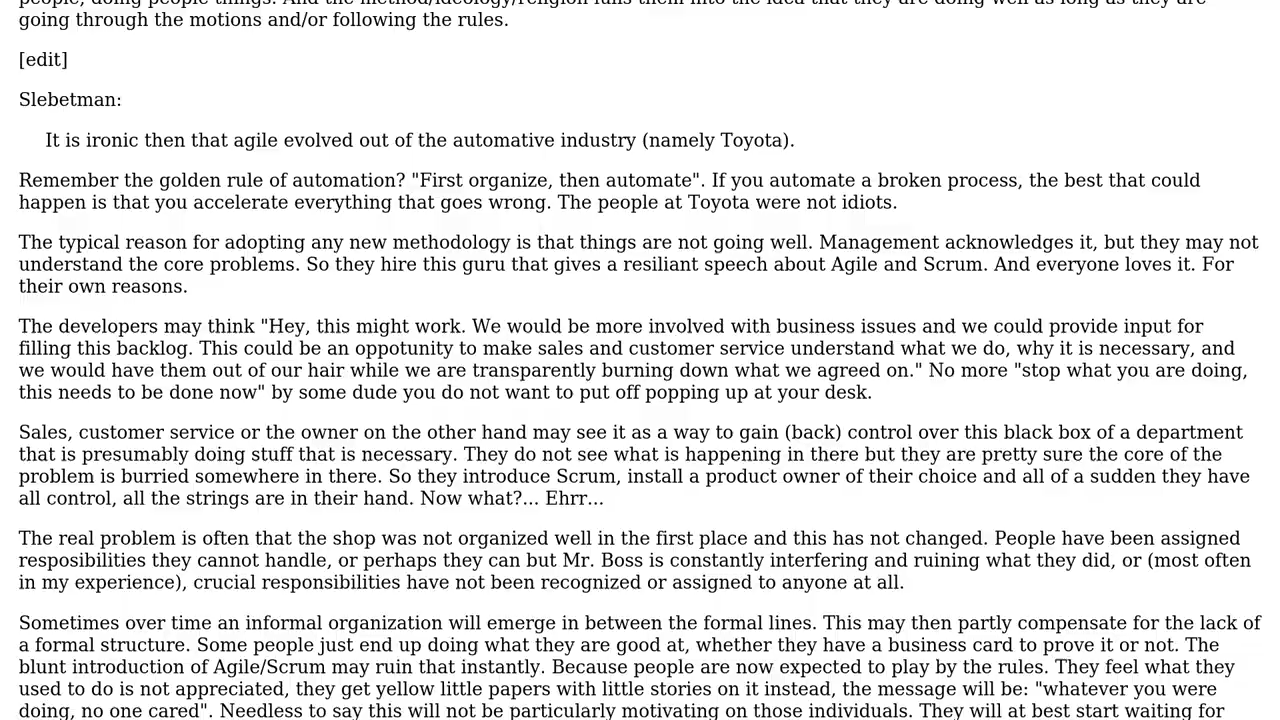 going through the motions and/or following the rules.
[edit]
Slebetman:
It is ironic then that agile evolved out of the automative industry (namely Toyota).
Remember the golden rule of automation? "First organize, then automate". If you automate a broken process, the best that could
happen is that you accelerate everything that goes wrong. The people at Toyota were not idiots.
The typical reason for adopting any new methodology is that things are not going well. Management acknowledges it, but they may not
understand the core problems. So they hire this guru that gives a resiliant speech about Agile and Scrum. And everyone loves it. For
their own reasons.
The developers may think "Hey, this might work. We would be more involved with business issues and we could provide input for
filling this backlog. This could be an oppotunity to make sales and customer service understand what we do, why it is necessary, and
we would have them out of our hair while we are transparently burning down what we agreed on." No more "stop what you are doing,
this needs to be done now" by some dude you do not want to put off popping up at your desk.
Sales, customer service or the owner on the other hand may see it as a way to gain (back) control over this black box of a department
that is presumably doing stuff that is necessary. They do not see what is happening in there but they are pretty sure the core of the
problem is burried somewhere in there. So they introduce Scrum, install a product owner of their choice and all of a sudden they have
all control, all the strings are in their hand. Now what?... Ehrr...
The real problem is often that the shop was not organized well in the first place and this has not changed. People have been assigned
resposibilities they cannot handle, or perhaps they can but Mr. Boss is constantly interfering and ruining what they did, or (most often
in my experience), crucial responsibilities have not been recognized or assigned to anyone at all.
Sometimes over time an informal organization will emerge in between the formal lines. This may then partly compensate for the lack of
a formal structure. Some people just end up doing what they are good at, whether they have a business card to prove it or not. The
blunt introduction of Agile/Scrum may ruin that instantly. Because people are now expected to play by the rules. They feel what they
used to do is not appreciated, they get yellow little papers with little stories on it instead, the message will be: "whatever you were
doing, no one cared". Needless to say this will not be particularly motivating on those individuals. They will at best start waiting for